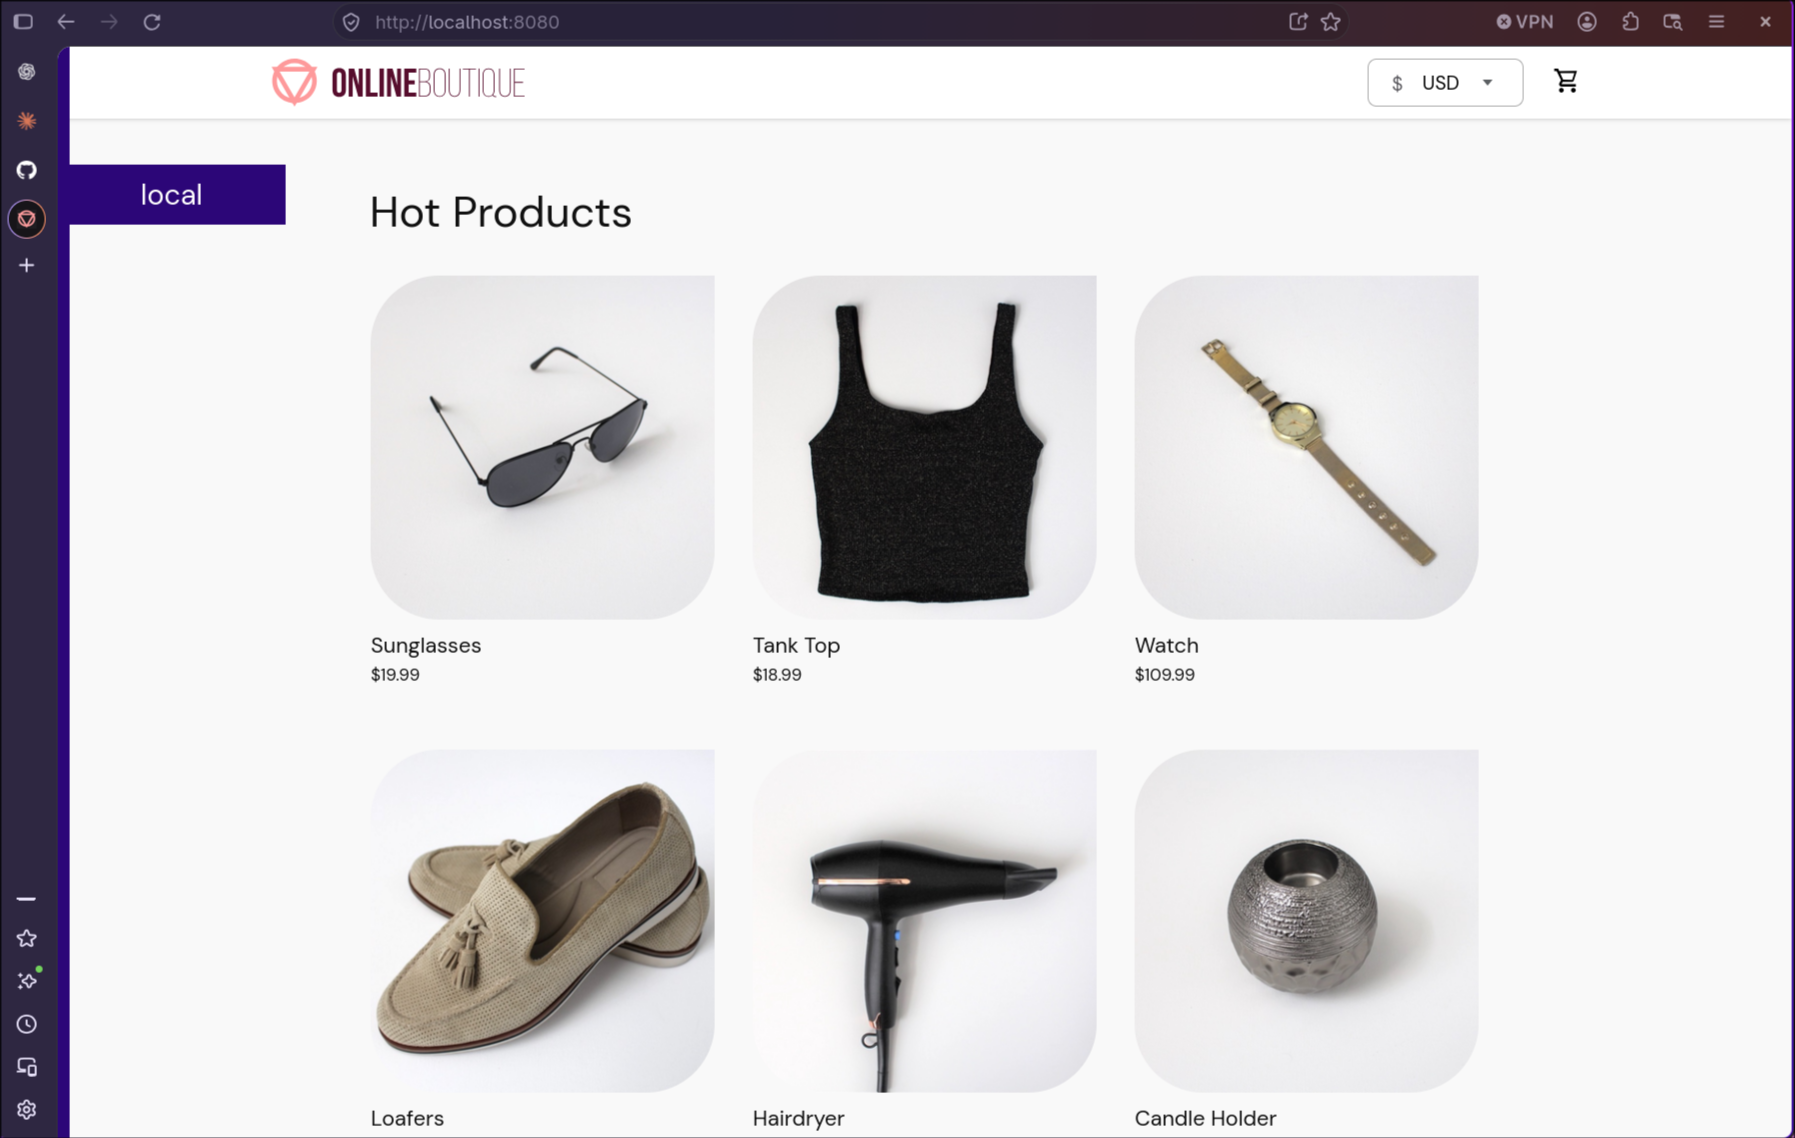 http://localhost:8080
VPN
ONLINEBOUTIQUE
$ USD
local
Hot Products
Sunglasses
$19.99
Tank Top
$18.99
Watch
$109.99
Loafers
Hairdryer
Candle Holder